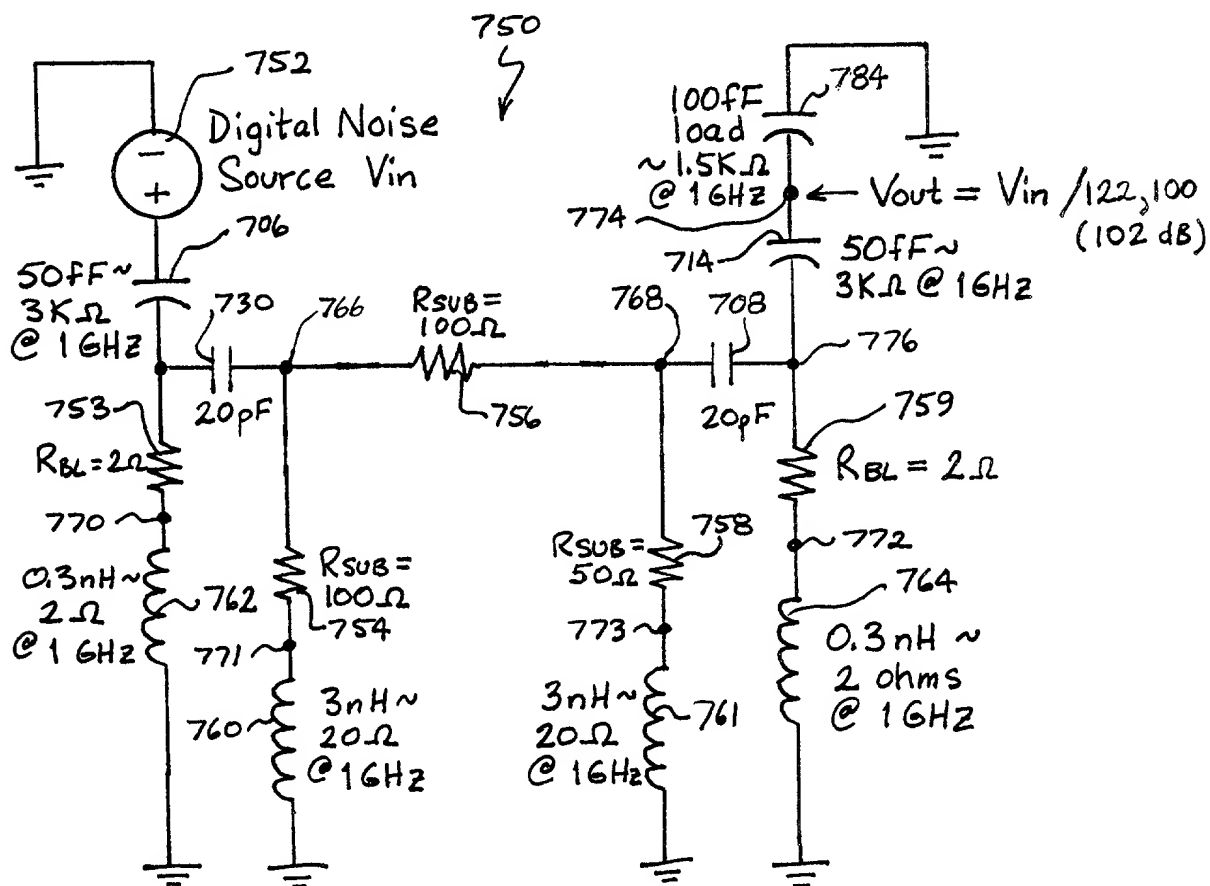 750
752
Digital Noise
Source Vin
706
50fF~
3KΩ
@ 1GHz
730
766
RSUB=
100Ω
756
20pF
753
RBL=2Ω
770
0.3nH~
2Ω
@ 1GHz
762
RSUB=
100Ω
754
771
760
3nH~
20Ω
@1GHz
784
100fF
load
~1.5KΩ
@ 1GHz
774
Vout = Vin /122,100
(102 dB)
714
50fF~
3KΩ @ 1GHz
768
708
776
20pF
759
RBL = 2Ω
RSUB=
50Ω
758
772
773
764
0.3nH ~
2 ohms
@ 1GHz
3nH~
20Ω
@ 1GHz
761